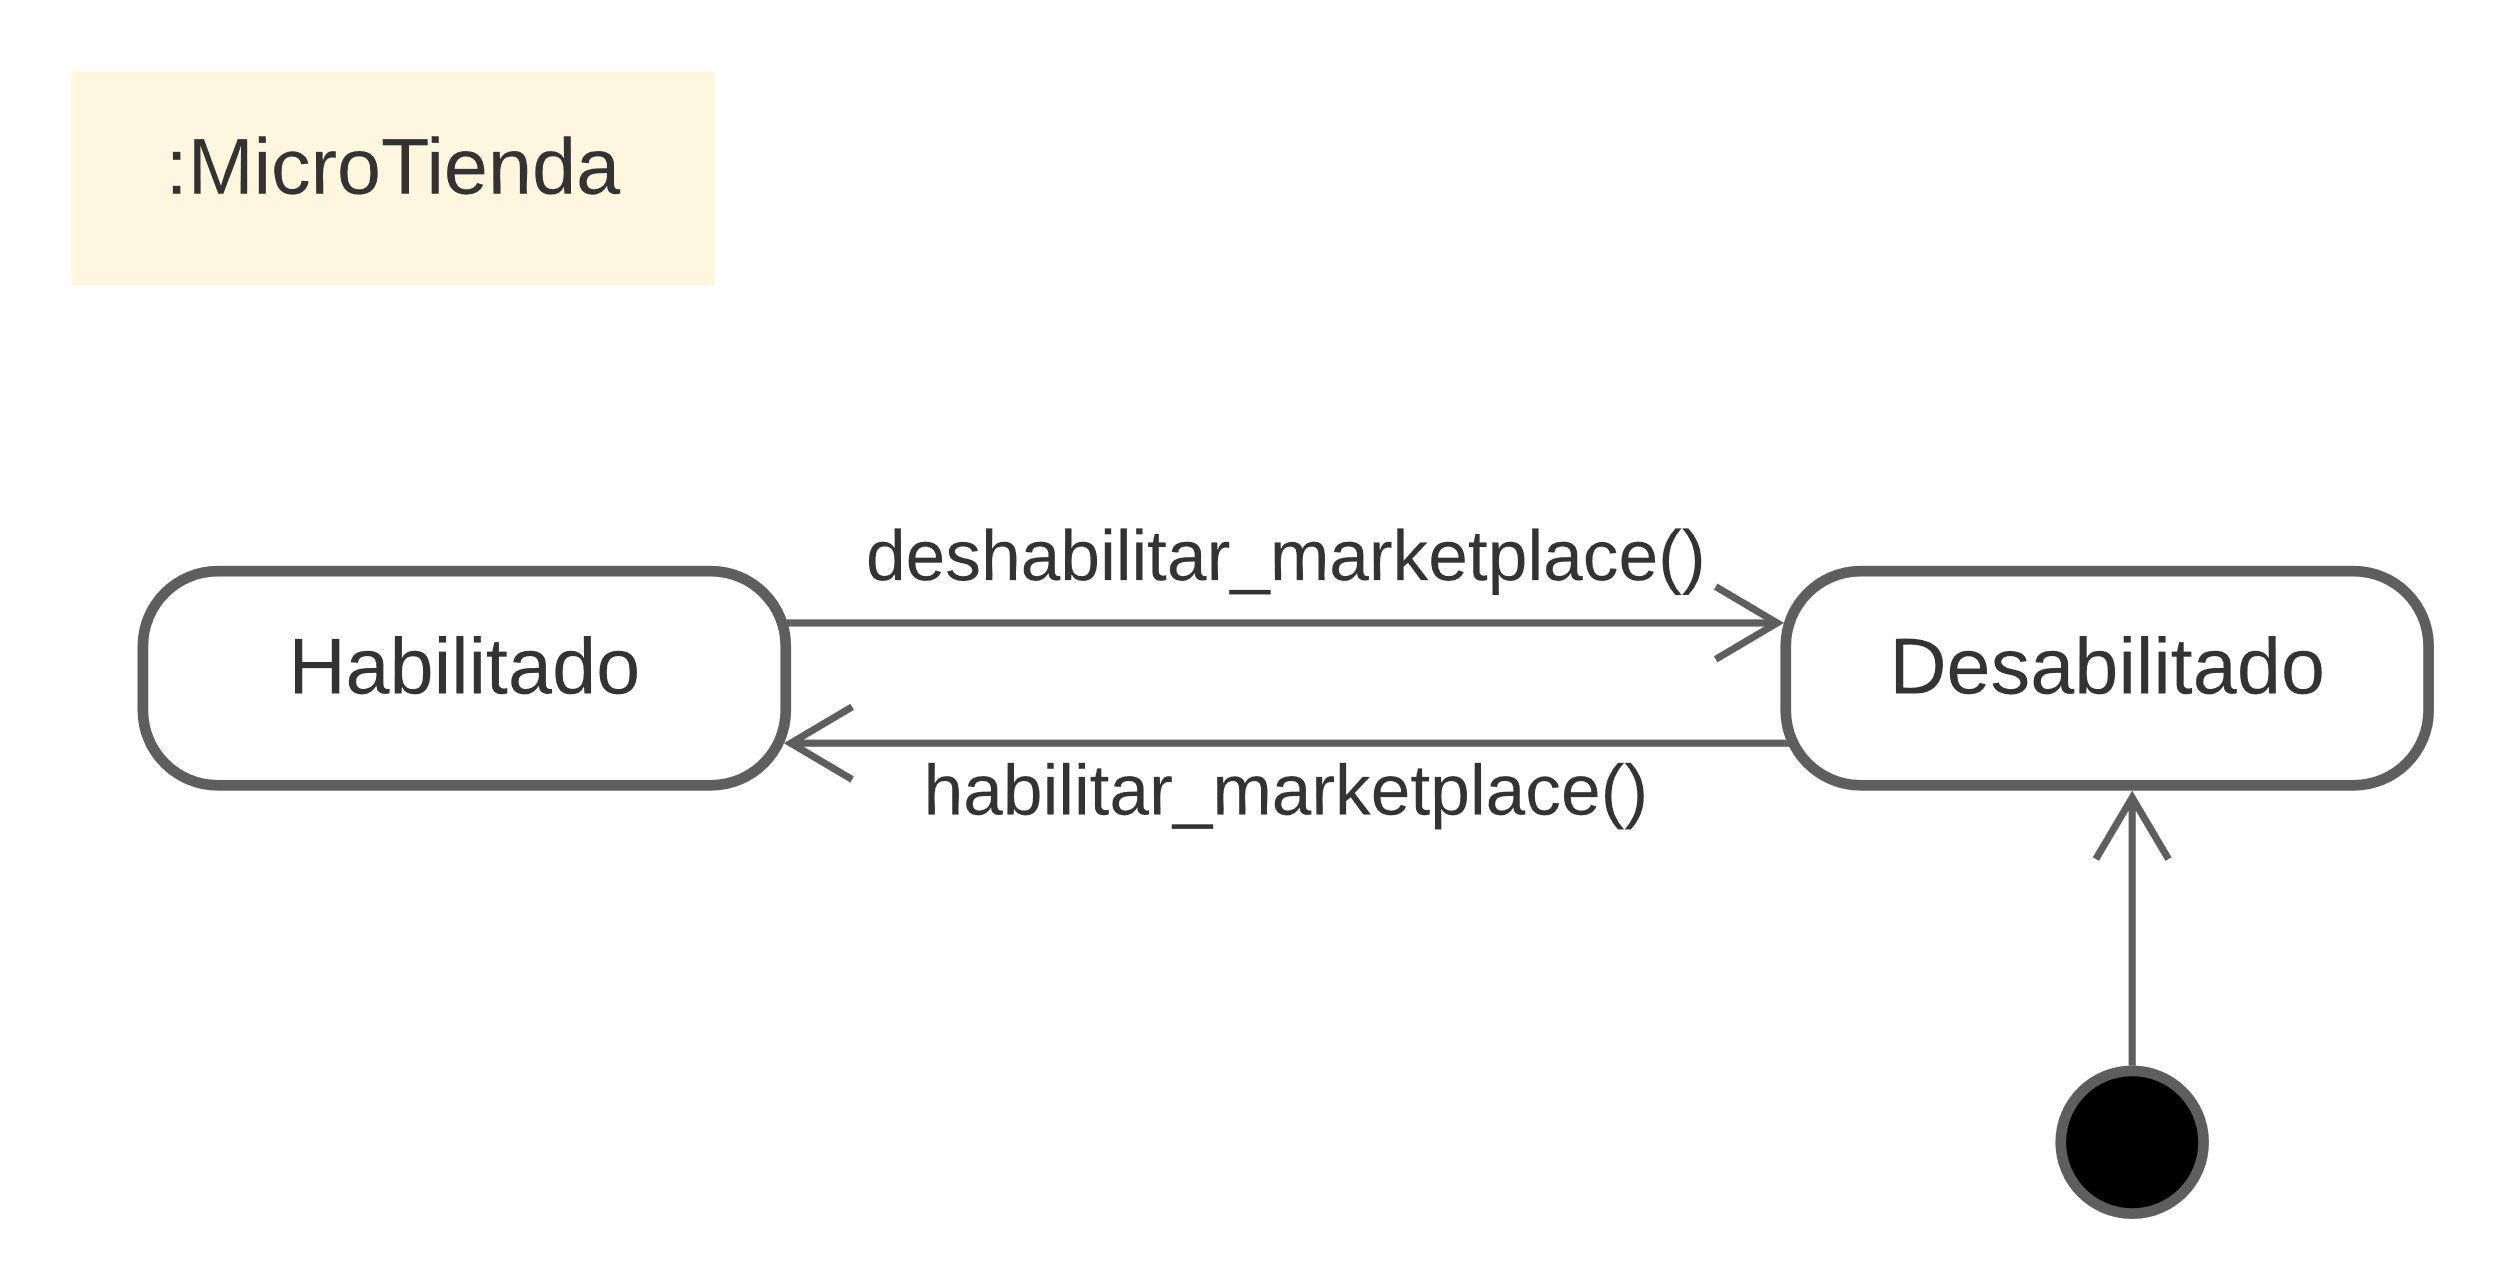 :MicroTienda
deshabilitar_marketplace()
Habilitado
Desabilitado
habilitar_marketplace()